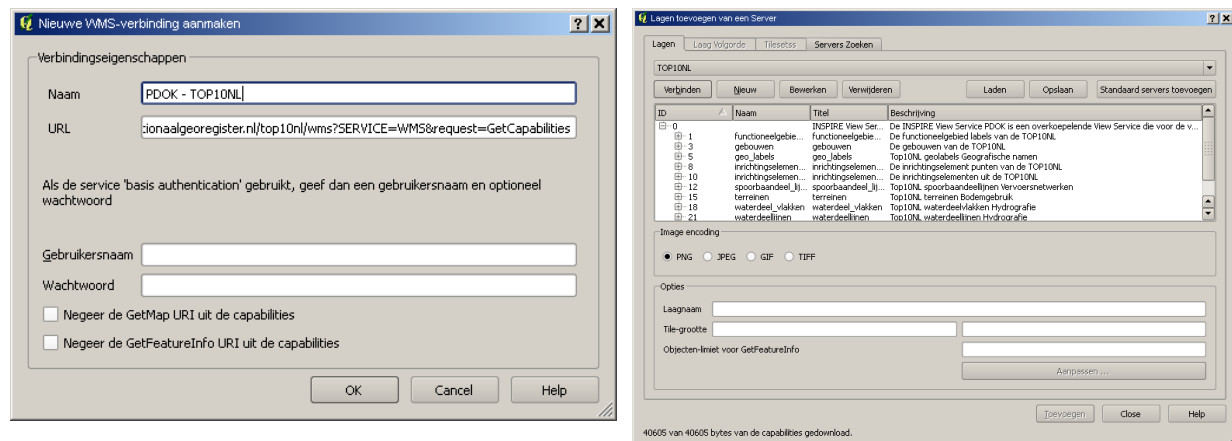 Nieuwe WMS-verbinding aanmaken
Verbindingseigenschappen
Naam PDOK - TOP10NL
URL tionaalgeoregister.nl/top10nl/wms?SERVICE=WMS&request=GetCapabilities
Als de service 'basis authentication' gebruikt, geef dan een gebruikersnaam en optioneel
wachtwoord
Gebruikersnaam
Wachtwoord
Negeer de GetMap URI uit de capabilities
Negeer de GetFeatureInfo URI uit de capabilities
OK Cancel Help
Lagen toevoegen van een Server
Lagen Laag Volgorde Tilesetss Servers Zoeken
TOP10NL
Verbinden Nieuw Bewerken Verwijderen Laden Opslaan Standaard servers toevoegen
ID Naam Titel Beschrijving
0 INSPIRE View Ser... De INSPIRE View Service PDOK is een overkoepelende View Service die voor de v...
1 functioneelgebie... functioneelgebie... De functioneelgebied labels van de TOP10NL
3 gebouwen gebouwen De gebouwen van de TOP10NL
5 geo_labels geo_labels Top10NL geolabels Geografische namen
8 inrichtingselemen... inrichtingselemen... De inrichtingselement punten van de TOP10NL
10 inrichtingselemen... inrichtingselemen... De inrichtingselementen uit de TOP10NL
12 spoorbaandeel_lij... spoorbaandeel_lij... Top10NL spoorbaandeellijnen Vervoersnetwerken
15 terreinen terreinen Top10NL terreinen Bodemgebruik
18 waterdeel_vlakken waterdeel_vlakken Top10NL waterdeelvlakken Hydrografie
21 waterdeellijnen waterdeellijnen Top10NL waterdeellijnen Hydrografie
Image encoding
PNG JPEG GIF TIFF
Opties
Laagnaam
Tile-grootte
Objecten-limiet voor GetFeatureInfo
Aanpassen ...
Toevoegen Close Help
40605 van 40605 bytes van de capabilities gedownload.